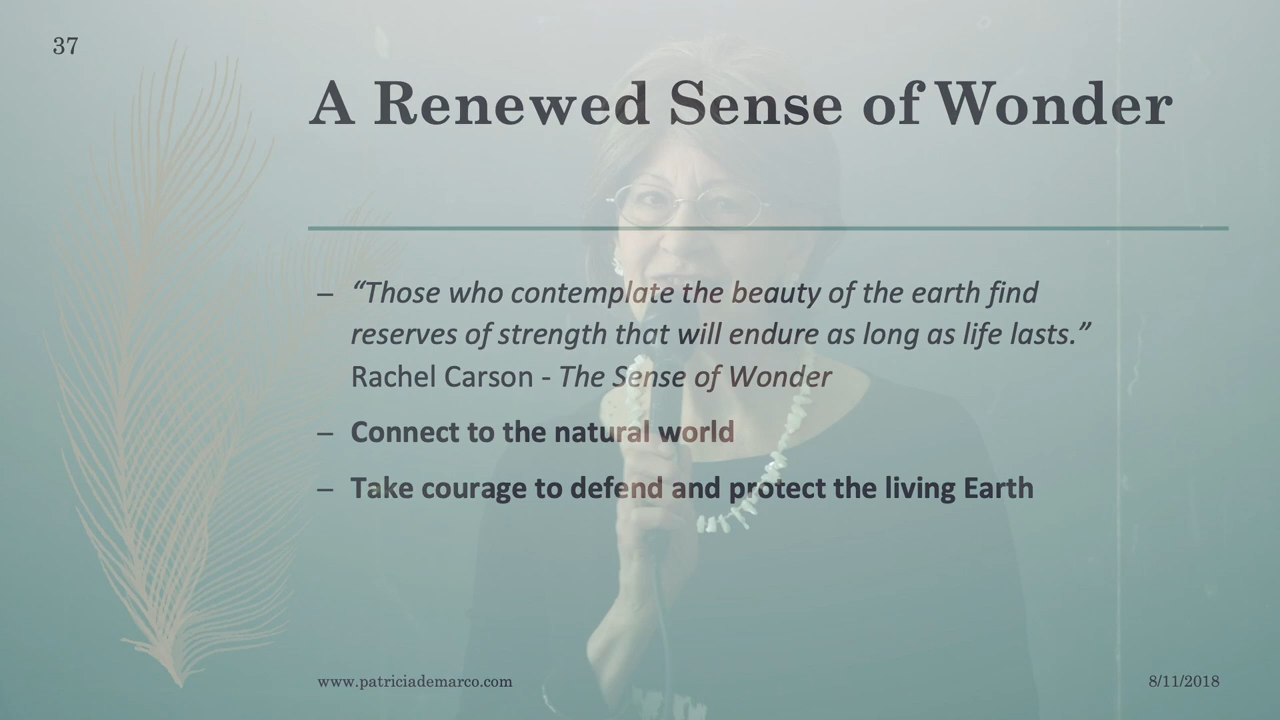 37
A Renewed Sense of Wonder
– “Those who contemplate the beauty of the earth find
reserves of strength that will endure as long as life lasts.”
Rachel Carson - The Sense of Wonder
– Connect to the natural world
– Take courage to defend and protect the living Earth
www.patriciademarco.com
8/11/2018